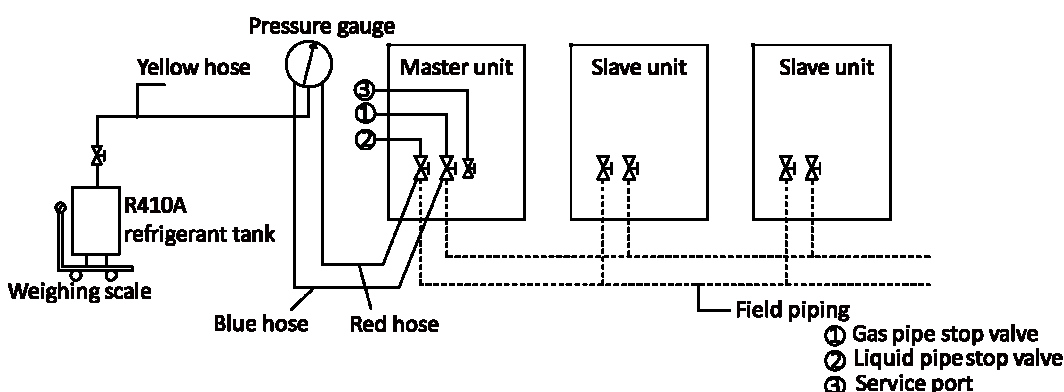 Pressure gauge
Yellow hose
Master unit
Slave unit
Slave unit
③
①
②
R410A
refrigerant tank
Weighing scale
Blue hose
Red hose
Field piping
① Gas pipe stop valve
② Liquid pipe stop valve
③ Service port